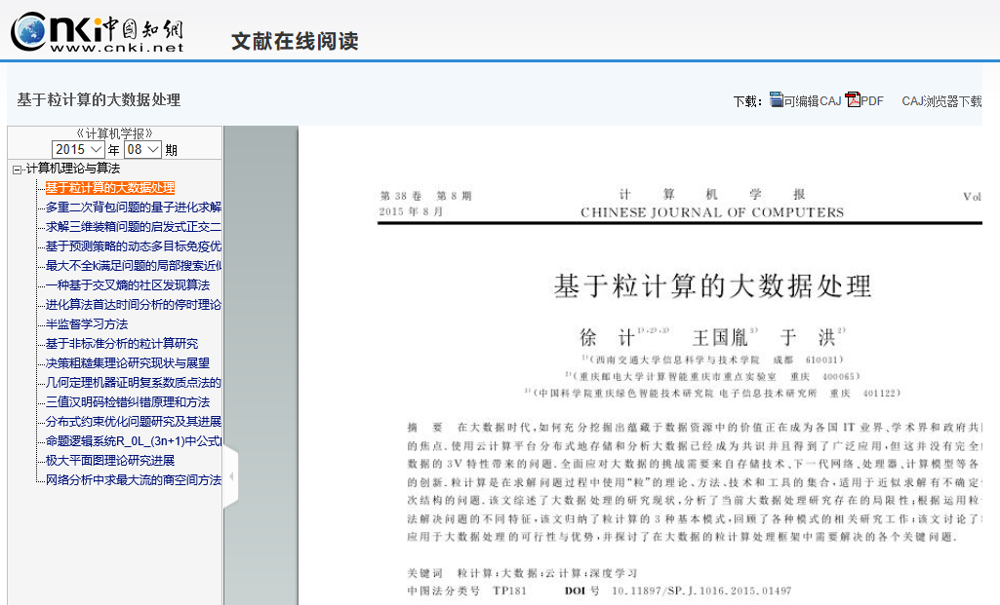 Cnki中国知网
www.cnki.net
文献在线阅读
基于粒计算的大数据处理
下载： 可编辑CAJ PDF CAJ浏览器下载
《计算机学报》
2015 年 08 期
计算机理论与算法
基于粒计算的大数据处理
多重二次背包问题的量子进化求解
求解三维装箱问题的启发式正交二
基于预测策略的动态多目标免疫优
最大不全k满足问题的局部搜索近似
一种基于交叉熵的社区发现算法
进化算法首达时间分析的停时理论
半监督学习方法
基于非标准分析的粒计算研究
决策粗糙集理论研究现状与展望
几何定理机器证明复系数质点法的
三值汉明码检错纠错原理和方法
分布式约束优化问题研究及其进展
命题逻辑系统R_0L_(3n+1)中公式
极大平面图理论研究进展
网络分析中求最大流的商空间方法
第 38 卷 第 8 期 计 算 机 学 报 Vol
2015 年 8 月 CHINESE JOURNAL OF COMPUTERS
基于粒计算的大数据处理
徐 计1),2),3) 王国胤3) 于 洪2)
1)(西南交通大学信息科学与技术学院 成都 610031)
2)(重庆邮电大学计算智能重庆市重点实验室 重庆 400065)
3)(中国科学院重庆绿色智能技术研究院 电子信息技术研究所 重庆 401122)
摘 要 在大数据时代,如何充分挖掘出蕴藏于数据资源中的价值正在成为各国 IT 业界、学术界和政府共
的焦点.使用云计算平台分布式地存储和分析大数据已经成为共识并且得到了广泛应用,但这并没有完全
数据的 3V 特性带来的问题.全面应对大数据的挑战需要来自存储技术、下一代网络、处理器、计算模型等各
的创新.粒计算是在求解问题过程中使用“粒”的理论、方法、技术和工具的集合,适用于近似求解有不确定
次结构的问题.该文综述了大数据处理的研究现状,分析了当前大数据处理研究存在的局限性;根据运用粒
法解决问题的不同特征,该文归纳了粒计算的 3 种基本模式,回顾了各种模式的相关研究工作;该文讨论了
应用于大数据处理的可行性与优势,并探讨了在大数据的粒计算处理框架中需要解决的各个关键问题.
关键词 粒计算;大数据;云计算;深度学习
中图法分类号 TP181 DOI 号 10.11897/SP.J.1016.2015.01497